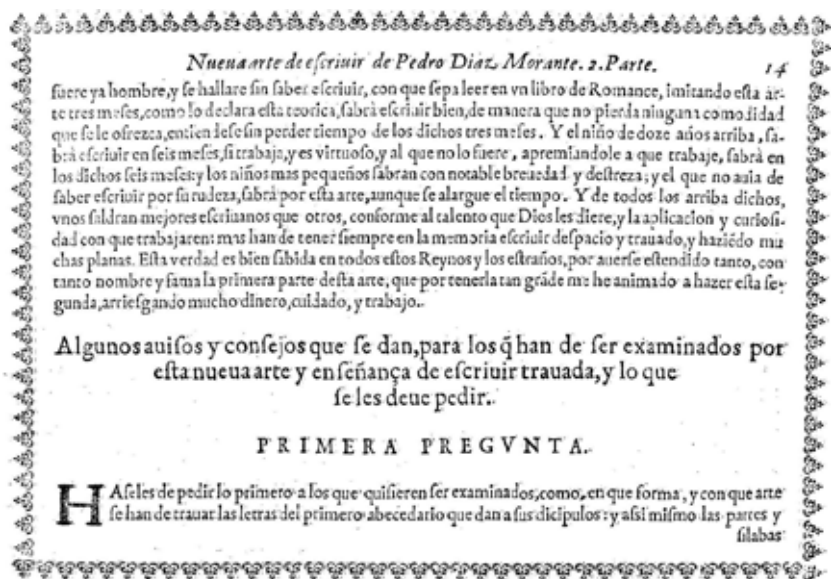 Nueua arte de eſcriuir de Pedro Diaz Morante. 2. Parte. 14
fuere ya hombre, y ſe hallare ſin ſaber eſcriuir, con que ſepa leer en vn libro de Romance, imitando eſta ar-
te tres meſes, como lo declara eſta teorica, ſabrà eſcriuir bien, de manera que no pierda ninguna comodidad
que ſe le ofrezca, entiendeſe ſin perder tiempo de los dichos tres meſes. Y el niño de doze años arriba, ſa-
brà eſcriuir en ſeis meſes, ſi trabaja, y es virtuoſo, y al que no lo fuere, apremiandole a que trabaje, ſabrà en
los dichos ſeis meſes: y los niños mas pequeños ſabran con notable breuedad y deſtreza; y el que no auia de
ſaber eſcriuir por ſu rudeza, ſabrà por eſta arte, aunque ſe alargue el tiempo. Y de todos los arriba dichos,
vnos ſaldran mejores eſcriuanos que otros, conforme al talento que Dios les diere, y la aplicacion y curioſi-
dad con que trabajaren: mas han de tener ſiempre en la memoria eſcriuir deſpacio y trauado, y haziẽdo mu
chas planas. Eſta verdad es bien ſabida en todos eſtos Reynos y los eſtraños, por auerſe eſtendido tanto, con
tanto nombre y fama la primera parte deſta arte, que por tenerla tan grãde me he animado a hazer eſta ſe-
gunda, arrieſgando mucho dinero, cuidado, y trabajo.
Algunos auiſos y conſejos que ſe dan, para los q̃ han de ſer examinados por
eſta nueua arte y enſeñança de eſcriuir trauada, y lo que
ſe les deue pedir.
PRIMERA PREGVNTA.
HAſeles de pedir lo primero a los que quiſieren ſer examinados, como, en que forma, y con que arte
ſe han de trauar las letras del primero abecedario que dan a ſus dicipulos: y aſsi miſmo las partes y
ſilabas